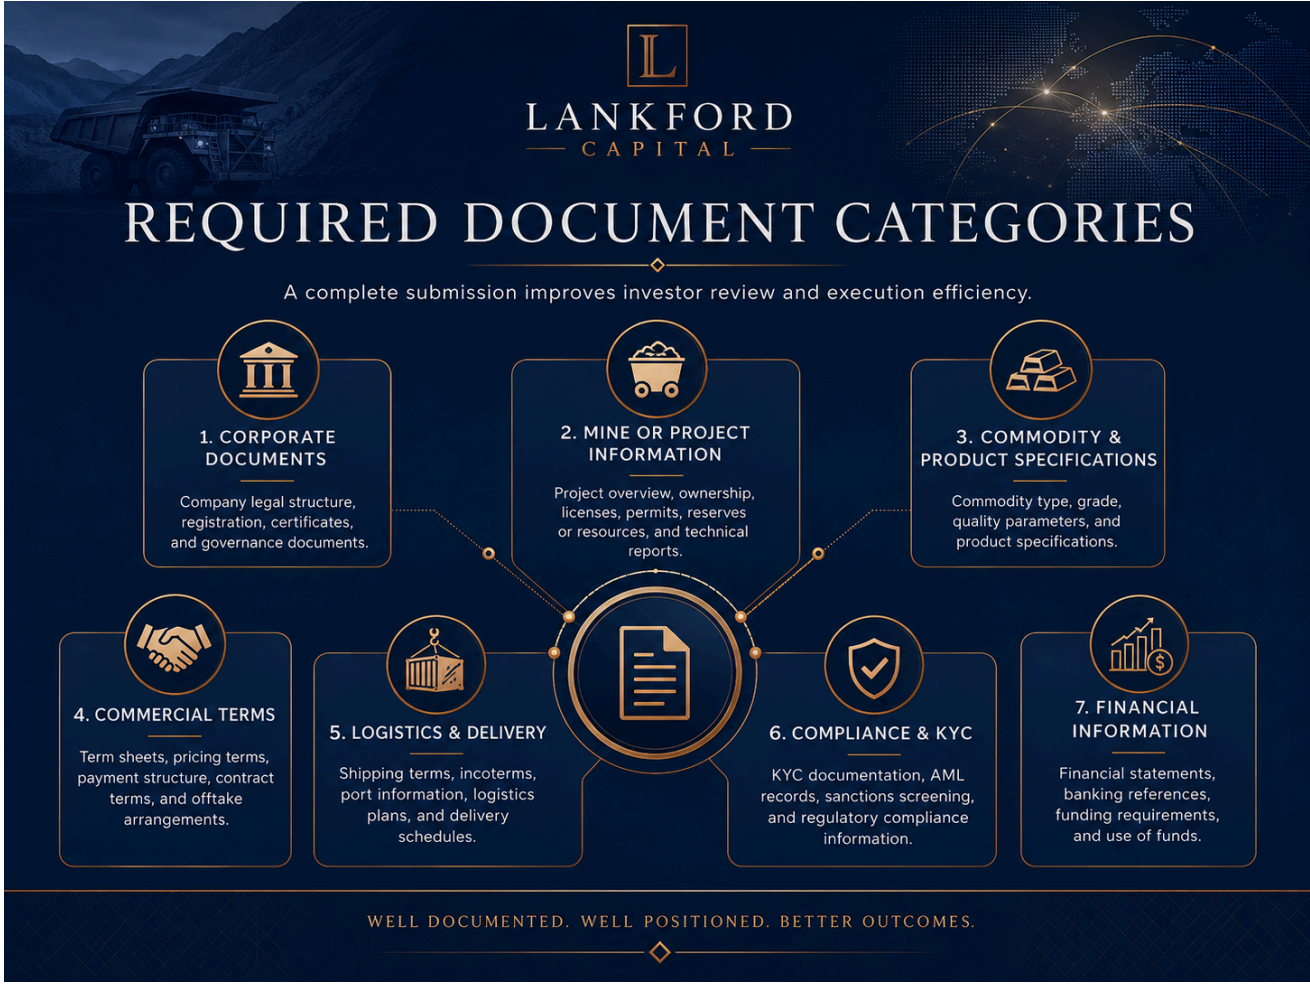 L
LANKFORD
CAPITAL
REQUIRED DOCUMENT CATEGORIES
A complete submission improves investor review and execution efficiency.
1. CORPORATE
DOCUMENTS
Company legal structure,
registration, certificates,
and governance documents.
2. MINE OR PROJECT
INFORMATION
Project overview, ownership,
licenses, permits, reserves
or resources, and technical
reports.
3. COMMODITY &
PRODUCT SPECIFICATIONS
Commodity type, grade,
quality parameters, and
product specifications.
4. COMMERCIAL TERMS
Term sheets, pricing terms,
payment structure, contract
terms, and offtake
arrangements.
5. LOGISTICS & DELIVERY
Shipping terms, incoterms,
port information, logistics
plans, and delivery
schedules.
6. COMPLIANCE & KYC
KYC documentation, AML
records, sanctions screening,
and regulatory compliance
information.
$
7. FINANCIAL
INFORMATION
Financial statements,
banking references,
funding requirements,
and use of funds.
WELL DOCUMENTED. WELL POSITIONED. BETTER OUTCOMES.